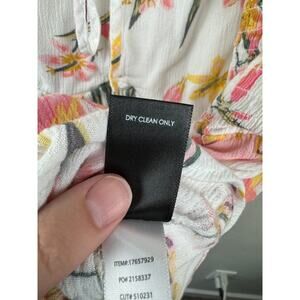 DRY CLEAN ONLY
ITEM#:17657929
PO# 2158337
CUT# 510231